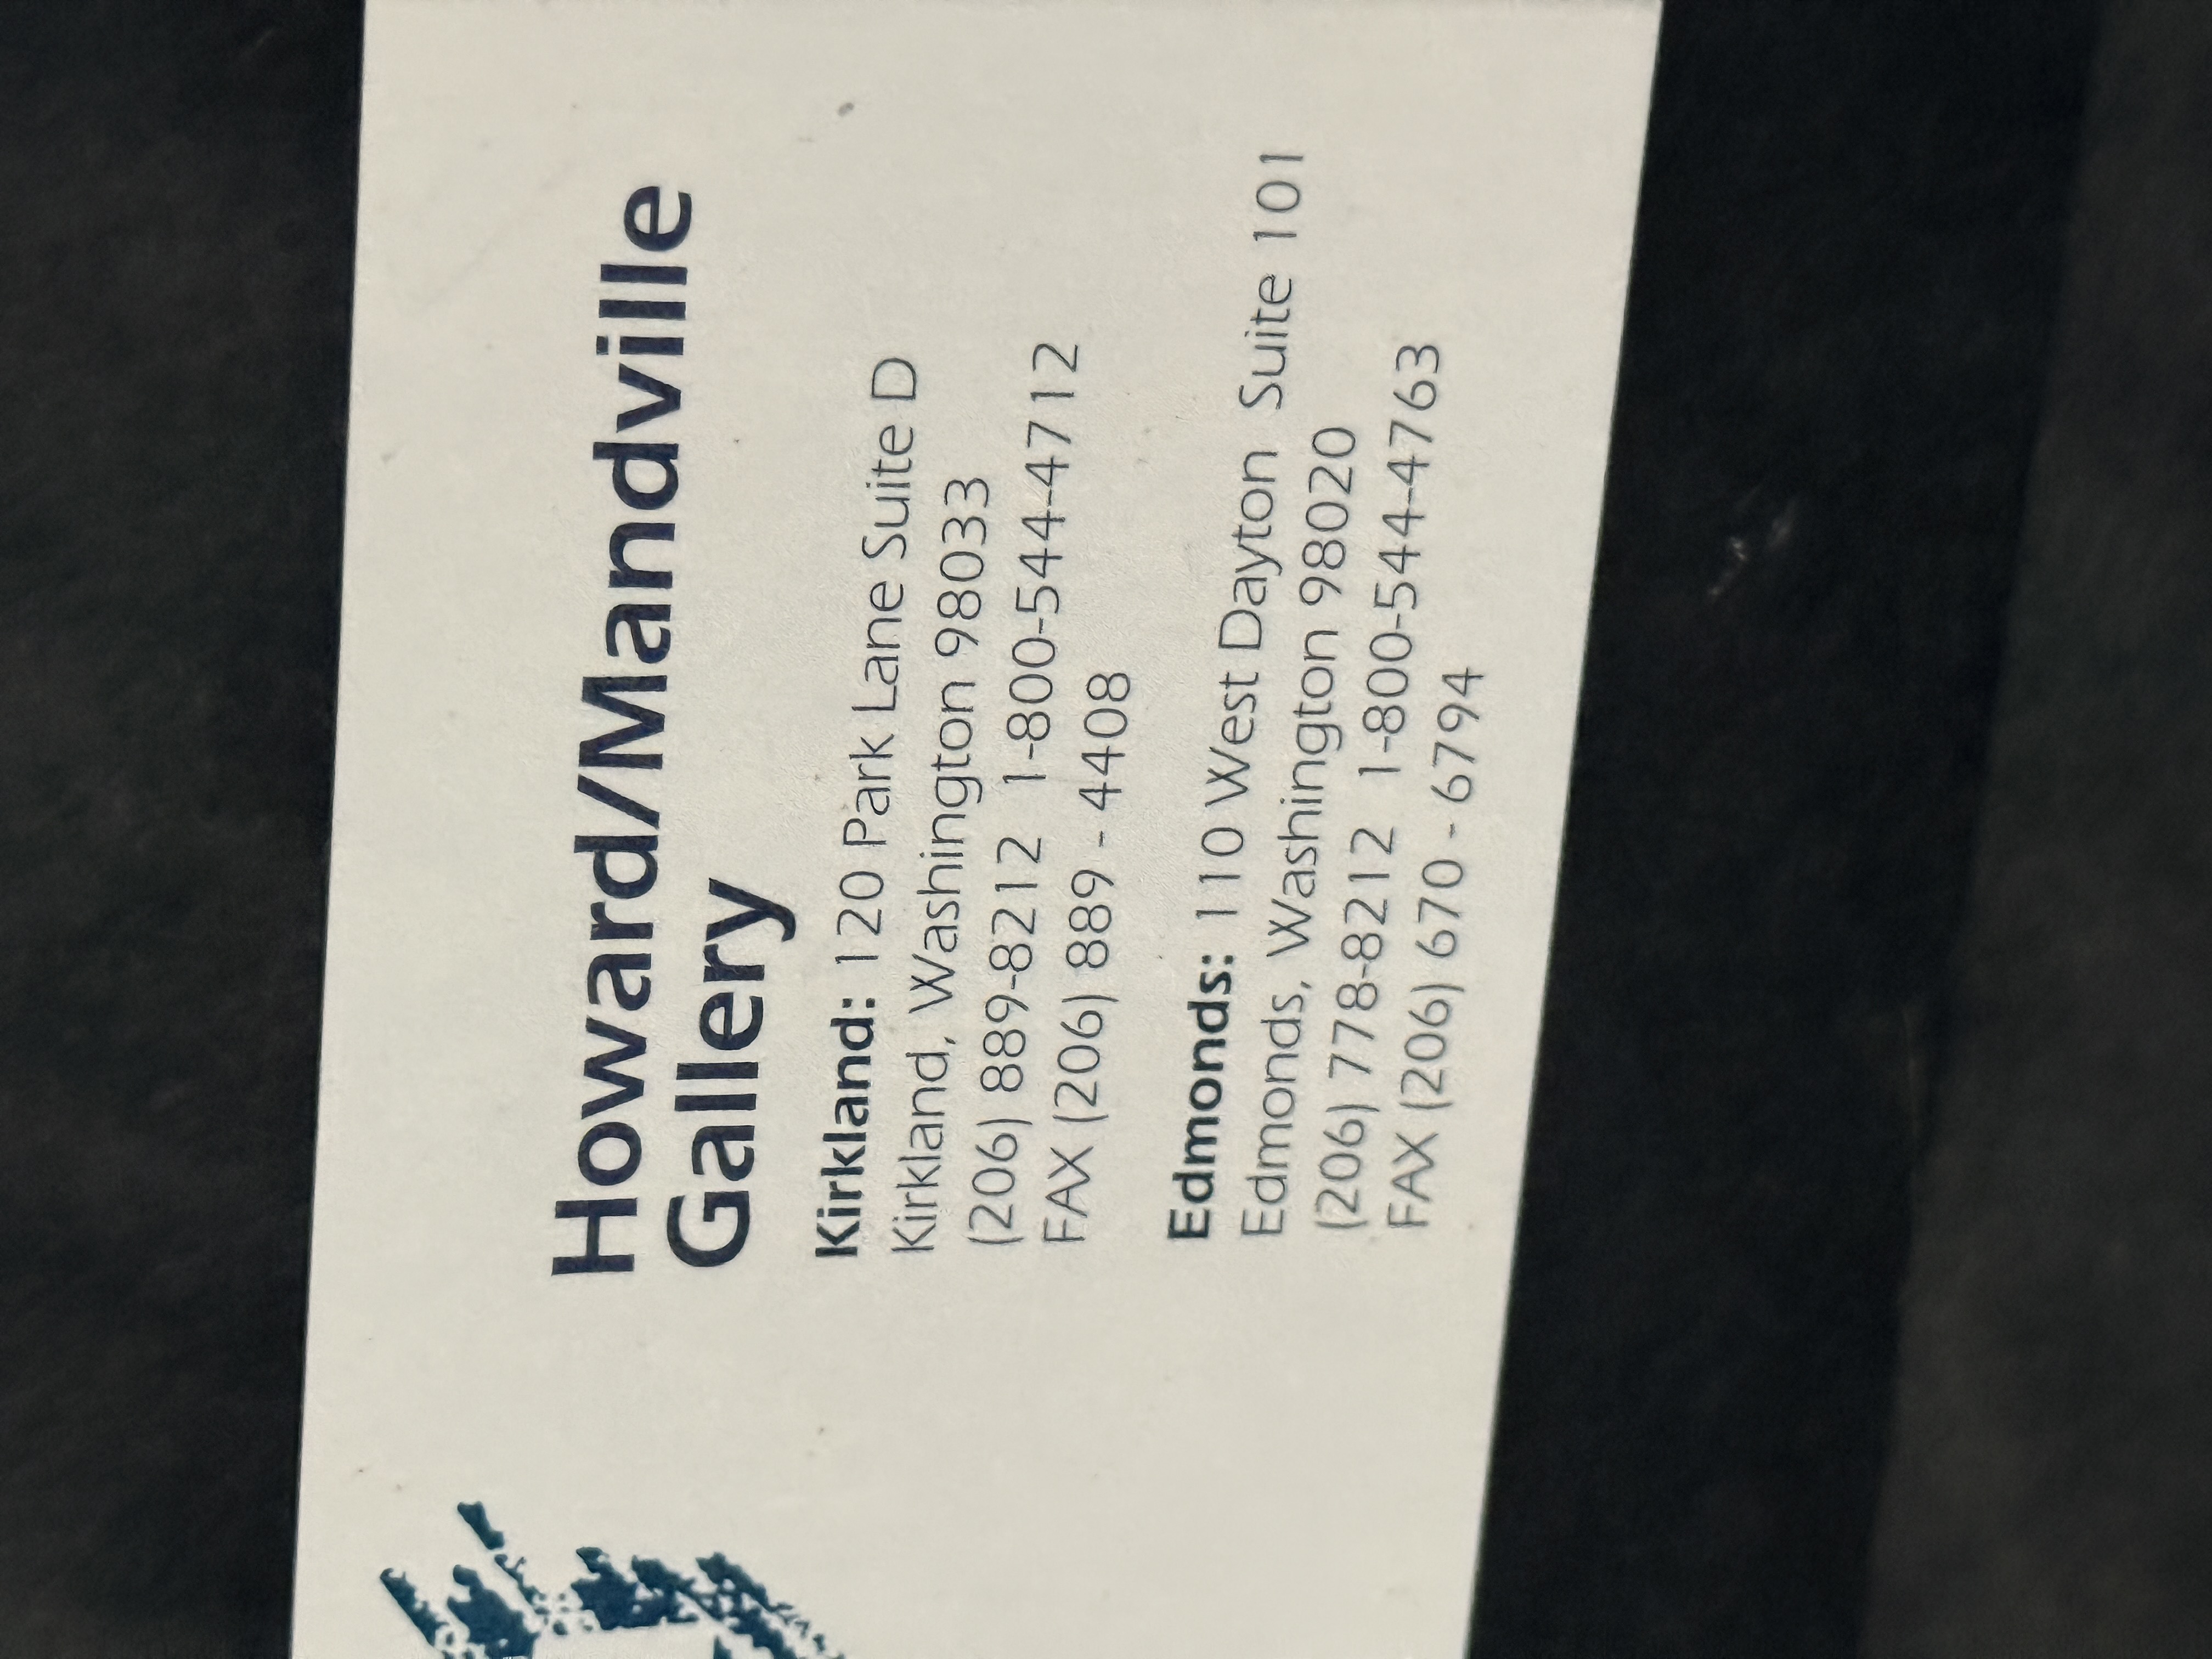 Howard/Mandville
Gallery
Kirkland: 120 Park Lane Suite D
Kirkland, Washington 98033
(206) 889-8212 1-800-544-4712
FAX (206) 889 - 4408
Edmonds: 110 West Dayton Suite 101
Edmonds, Washington 98020
(206) 778-8212 1-800-544-4763
FAX (206) 670 - 6794